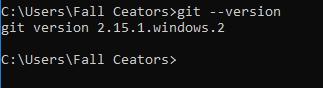 C:\Users\Fall Ceators>git --version
git version 2.15.1.windows.2
C:\Users\Fall Ceators>